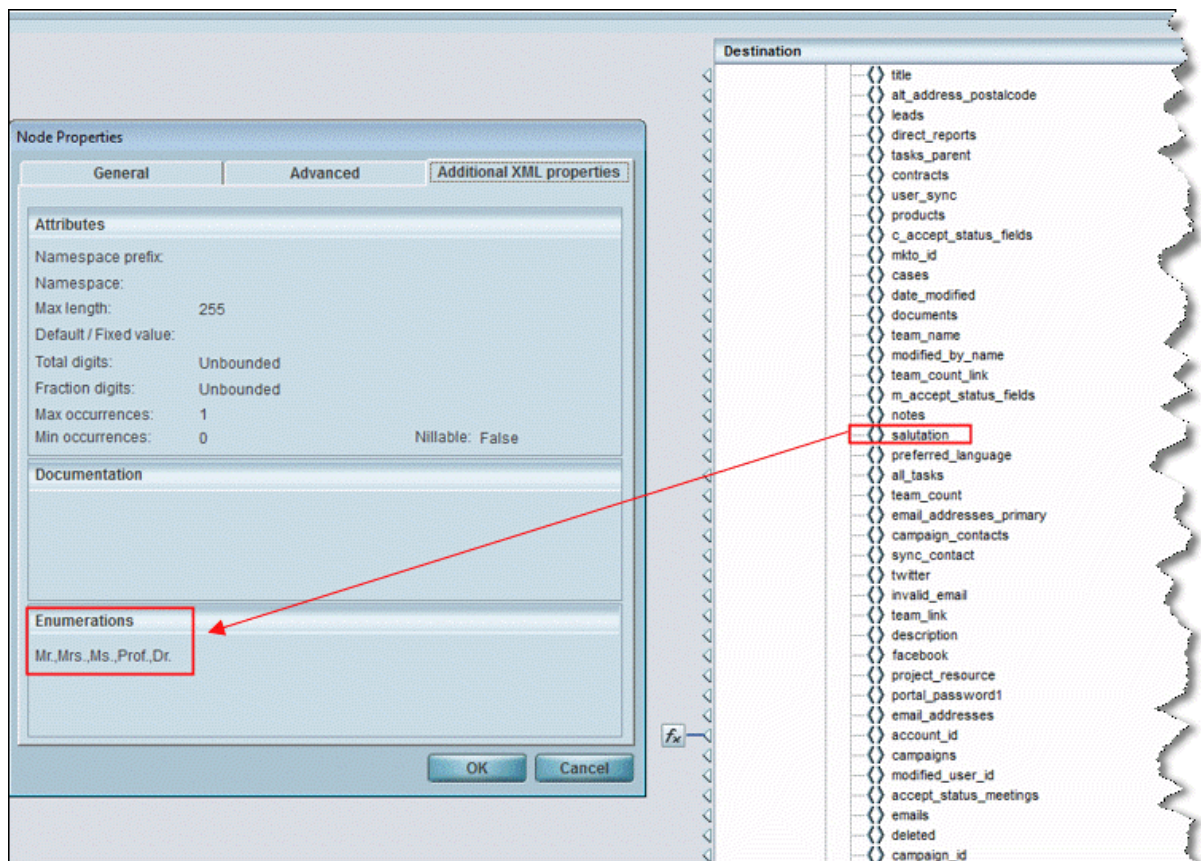 Node Properties
General
Advanced
Additional XML properties
Attributes
Namespace prefix:
Namespace:
Max length: 255
Default / Fixed value:
Total digits: Unbounded
Fraction digits: Unbounded
Max occurrences: 1
Min occurrences: 0 Nillable: False
Documentation
Enumerations
Mr.,Mrs.,Ms.,Prof.,Dr.
OK
Cancel
fx
Destination
title
alt_address_postalcode
leads
direct_reports
tasks_parent
contracts
user_sync
products
c_accept_status_fields
mkto_id
cases
date_modified
documents
team_name
modified_by_name
team_count_link
m_accept_status_fields
notes
salutation
preferred_language
all_tasks
team_count
email_addresses_primary
campaign_contacts
sync_contact
twitter
invalid_email
team_link
description
facebook
project_resource
portal_password1
email_addresses
account_id
campaigns
modified_user_id
accept_status_meetings
emails
deleted
campaign_id